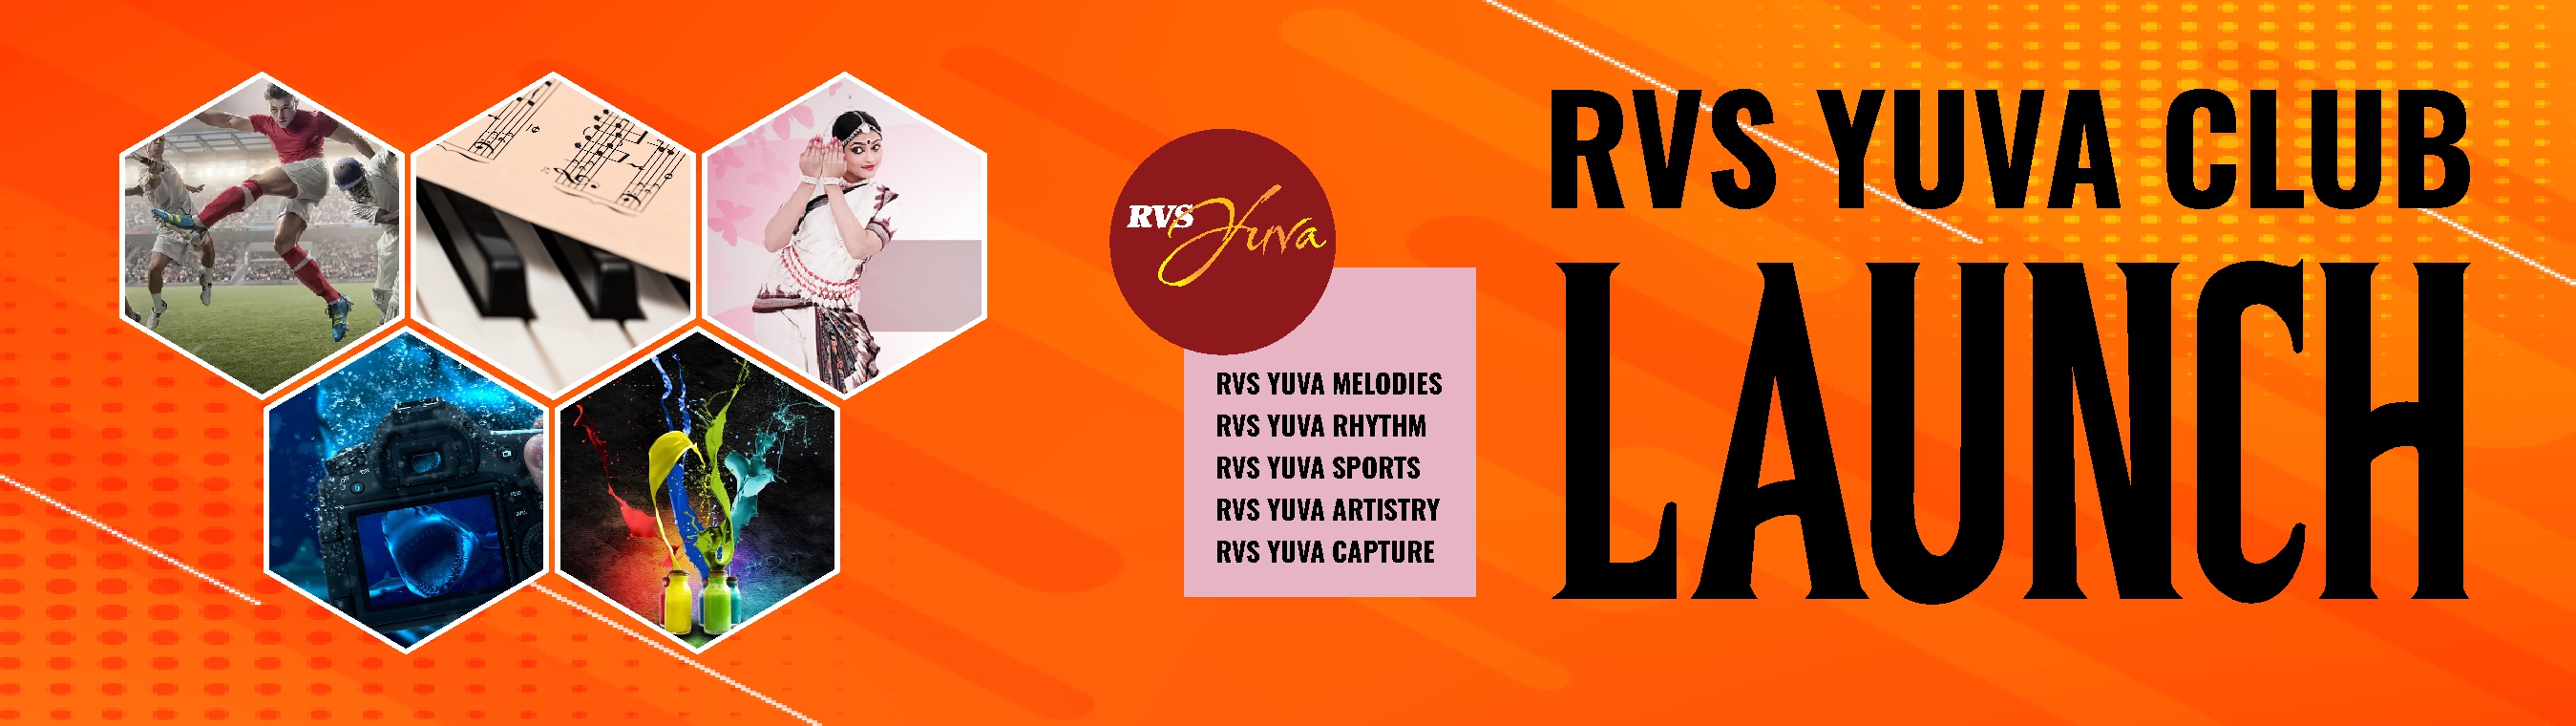 RVS Yuva
RVS YUVA MELODIES
RVS YUVA RHYTHM
RVS YUVA SPORTS
RVS YUVA ARTISTRY
RVS YUVA CAPTURE
RVS YUVA CLUB
LAUNCH